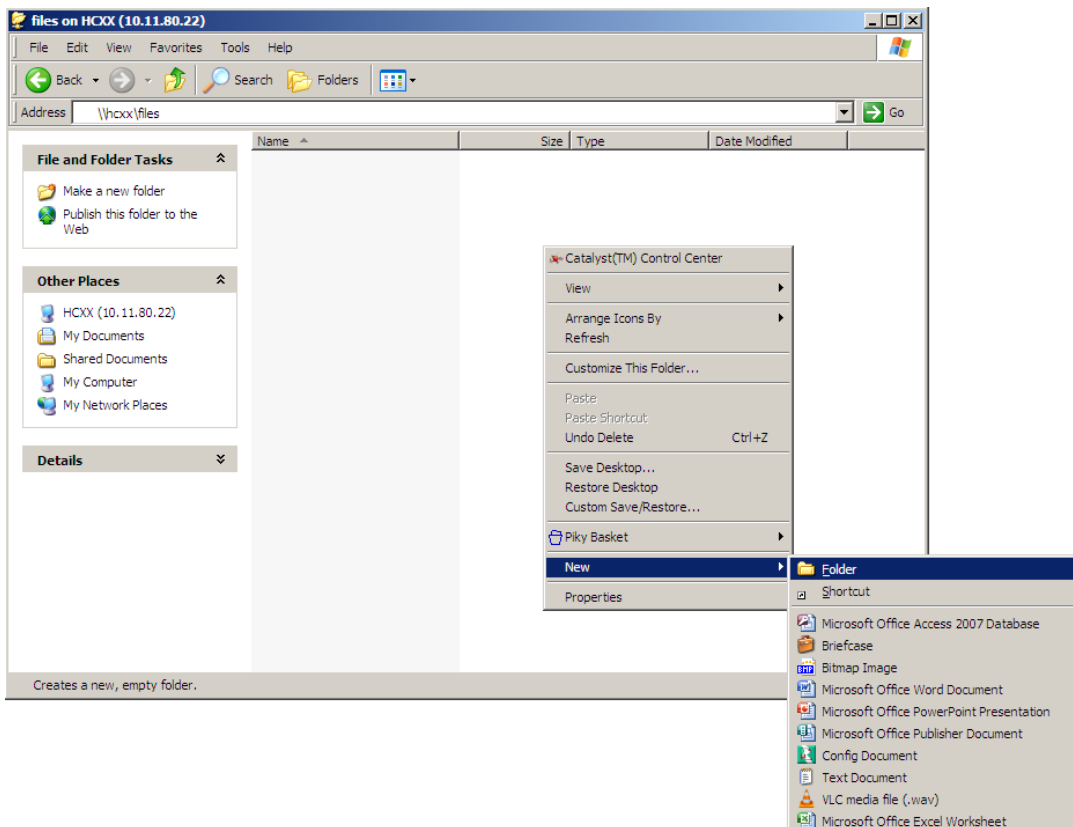 files on HCXX (10.11.80.22)
File Edit View Favorites Tools Help
Back Search Folders
Address \\hcxx\files Go
Name Size Type Date Modified
File and Folder Tasks
Make a new folder
Publish this folder to the
Web
Other Places
HCXX (10.11.80.22)
My Documents
Shared Documents
My Computer
My Network Places
Details
Catalyst(TM) Control Center
View
Arrange Icons By
Refresh
Customize This Folder...
Paste
Paste Shortcut
Undo Delete Ctrl+Z
Save Desktop...
Restore Desktop
Custom Save/Restore...
Piky Basket
New
Properties
Folder
Shortcut
Microsoft Office Access 2007 Database
Briefcase
BMP Bitmap Image
Microsoft Office Word Document
Microsoft Office PowerPoint Presentation
Microsoft Office Publisher Document
Config Document
Text Document
VLC media file (.wav)
Microsoft Office Excel Worksheet
Creates a new, empty folder.